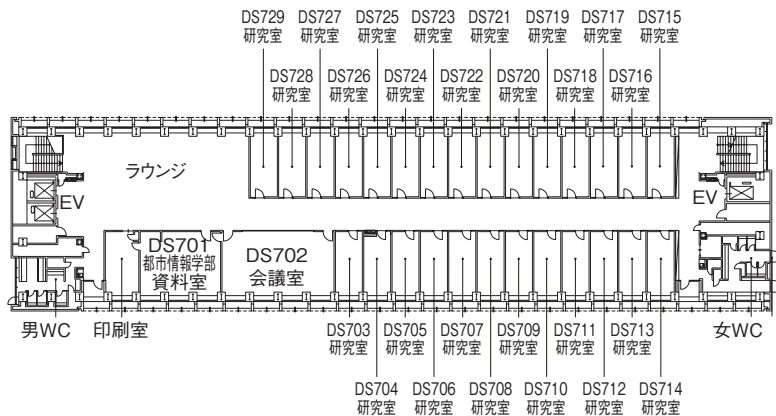 DS729 DS727 DS725 DS723 DS721 DS719 DS717 DS715
研究室 研究室 研究室 研究室 研究室 研究室 研究室 研究室
DS728 DS726 DS724 DS722 DS720 DS718 DS716
研究室 研究室 研究室 研究室 研究室 研究室 研究室
ラウンジ
EV
EV
DS701
都市情報学部
資料室
DS702
会議室
男WC
印刷室
女WC
DS703 DS705 DS707 DS709 DS711 DS713
研究室 研究室 研究室 研究室 研究室 研究室
DS704 DS706 DS708 DS710 DS712 DS714
研究室 研究室 研究室 研究室 研究室 研究室